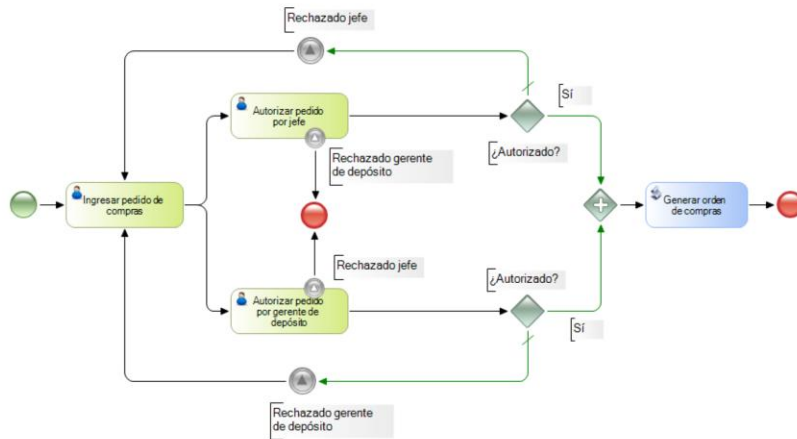 Rechazado jefe
Autorizar pedido
por jefe
Sí
¿Autorizado?
Rechazado gerente
de depósito
Ingresar pedido de
compras
Generar orden
de compras
Rechazado jefe
¿Autorizado?
Autorizar pedido
por gerente de
depósito
Sí
Rechazado gerente
de depósito